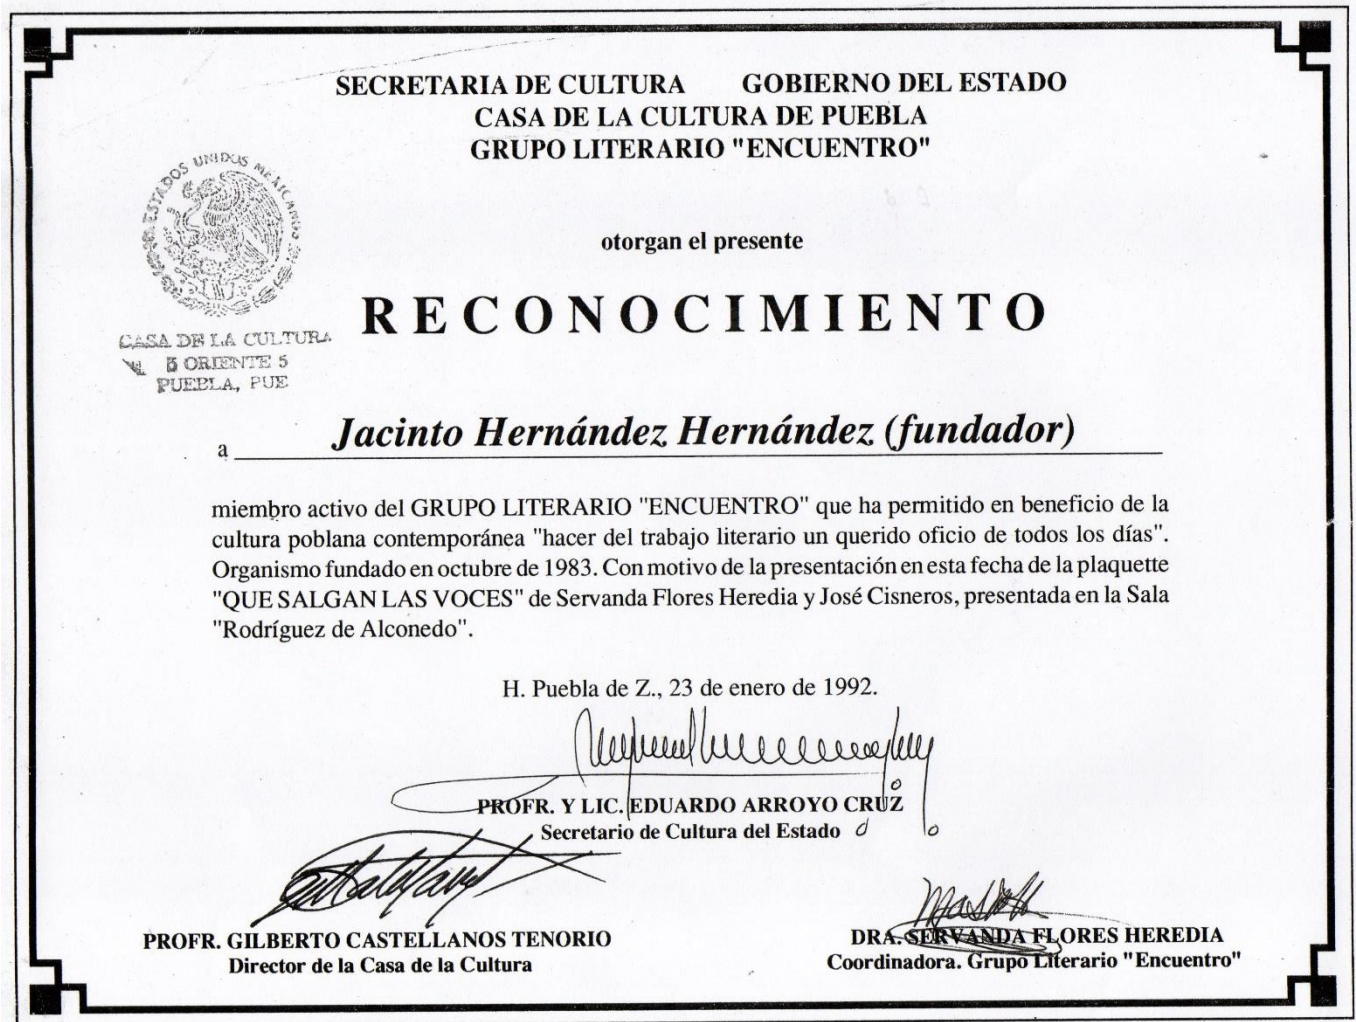 SECRETARIA DE CULTURA GOBIERNO DEL ESTADO
CASA DE LA CULTURA DE PUEBLA
GRUPO LITERARIO "ENCUENTRO"
ESTADOS UNIDOS MEXICANOS
otorgan el presente
RECONOCIMIENTO
CASA DE LA CULTURA
5 ORIENTE 5
PUEBLA, PUE
a Jacinto Hernández Hernández (fundador)
miembro activo del GRUPO LITERARIO "ENCUENTRO" que ha permitido en beneficio de la
cultura poblana contemporánea "hacer del trabajo literario un querido oficio de todos los días".
Organismo fundado en octubre de 1983. Con motivo de la presentación en esta fecha de la plaquette
"QUE SALGAN LAS VOCES" de Servanda Flores Heredia y José Cisneros, presentada en la Sala
"Rodríguez de Alconedo".
H. Puebla de Z., 23 de enero de 1992.
PROFR. Y LIC. EDUARDO ARROYO CRUZ
Secretario de Cultura del Estado
PROFR. GILBERTO CASTELLANOS TENORIO
Director de la Casa de la Cultura
DRA. SERVANDA FLORES HEREDIA
Coordinadora. Grupo Literario "Encuentro"